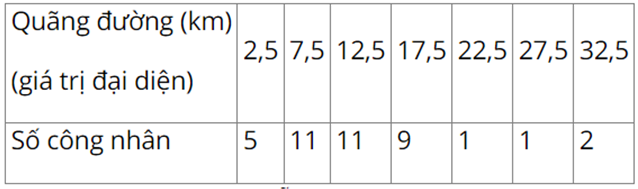 Quãng đường (km)
(giá trị đại diện)
2,5 7,5 12,5 17,5 22,5 27,5 32,5
Số công nhân 5 11 11 9 1 1 2